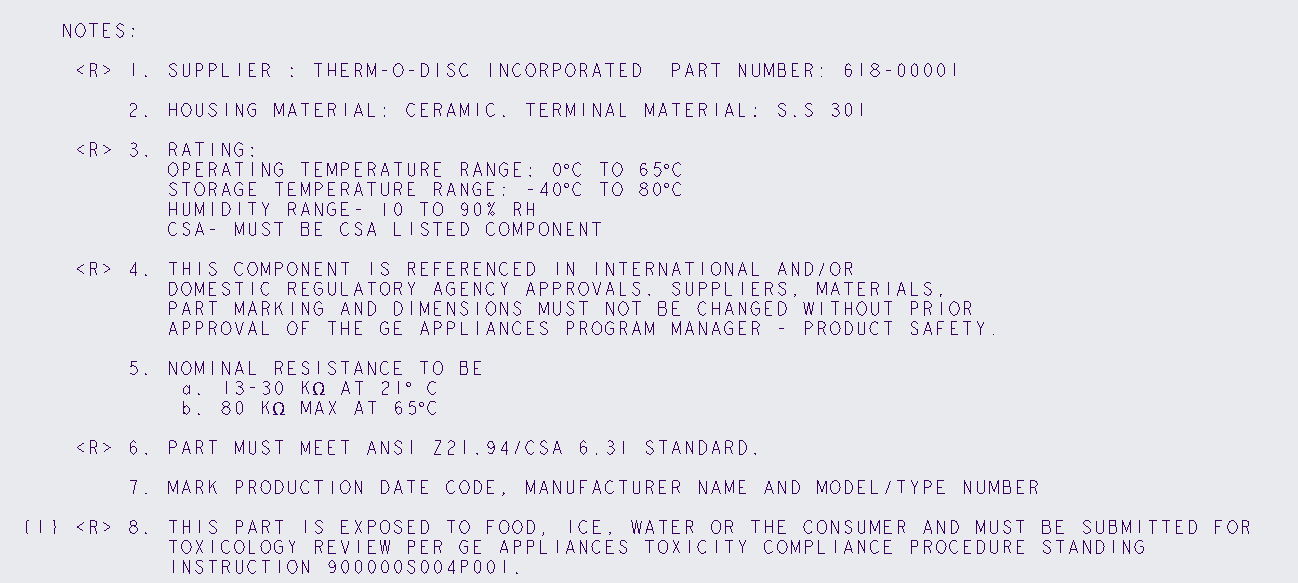 NOTES:
<R> 1. SUPPLIER : THERM-O-DISC INCORPORATED PART NUMBER: 618-00001
2. HOUSING MATERIAL: CERAMIC. TERMINAL MATERIAL: S.S 301
<R> 3. RATING:
OPERATING TEMPERATURE RANGE: 0°C TO 65°C
STORAGE TEMPERATURE RANGE: -40°C TO 80°C
HUMIDITY RANGE- 10 TO 90% RH
CSA- MUST BE CSA LISTED COMPONENT
<R> 4. THIS COMPONENT IS REFERENCED IN INTERNATIONAL AND/OR
DOMESTIC REGULATORY AGENCY APPROVALS. SUPPLIERS, MATERIALS,
PART MARKING AND DIMENSIONS MUST NOT BE CHANGED WITHOUT PRIOR
APPROVAL OF THE GE APPLIANCES PROGRAM MANAGER - PRODUCT SAFETY.
5. NOMINAL RESISTANCE TO BE
a. 13-30 KΩ AT 21° C
b. 80 KΩ MAX AT 65°C
<R> 6. PART MUST MEET ANSI Z21.94/CSA 6.31 STANDARD.
7. MARK PRODUCTION DATE CODE, MANUFACTURER NAME AND MODEL/TYPE NUMBER
{1} <R> 8. THIS PART IS EXPOSED TO FOOD, ICE, WATER OR THE CONSUMER AND MUST BE SUBMITTED FOR
TOXICOLOGY REVIEW PER GE APPLIANCES TOXICITY COMPLIANCE PROCEDURE STANDING
INSTRUCTION 900000S004P001.